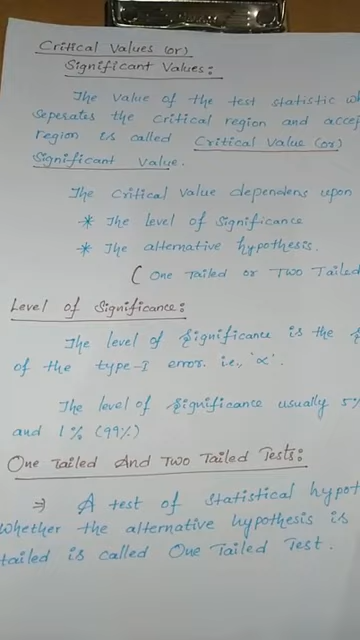 Critical Values (or)
Significant Values:
The value of the test statistic
seperates the critical region and
region is called Critical Value (or)
Significant Value.
The critical value dependens upon
* The level of significance
* The alternative hypothesis.
( One Tailed or Two Tailed
Level of Significance:
The level of significance is the
of the type-I error. i.e., 'α'.
The level of significance usually 5%
and 1% (99%)
One Tailed And Two Tailed Tests:
⇒ A test of statistical
whether the alternative hypothesis is
tailed is called One Tailed Test.